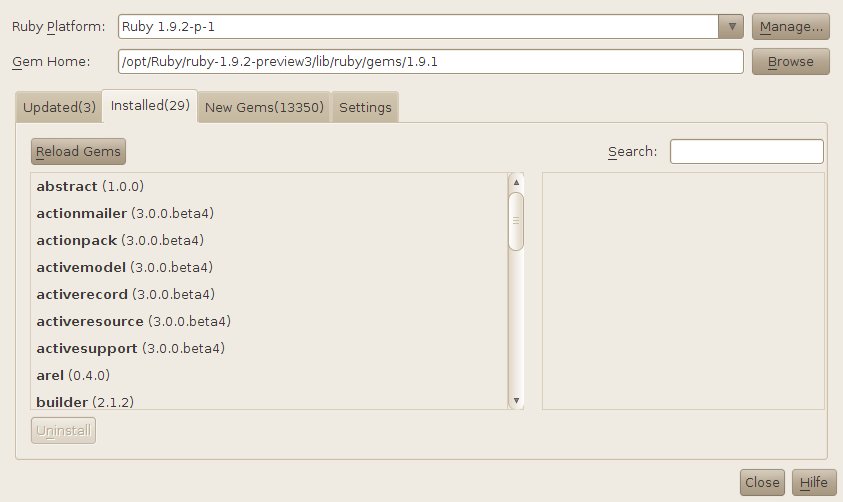 Ruby Platform: Ruby 1.9.2-p-1 Manage...
Gem Home: /opt/Ruby/ruby-1.9.2-preview3/lib/ruby/gems/1.9.1 Browse
Updated(3) Installed(29) New Gems(13350) Settings
Reload Gems Search:
abstract (1.0.0)
actionmailer (3.0.0.beta4)
actionpack (3.0.0.beta4)
activemodel (3.0.0.beta4)
activerecord (3.0.0.beta4)
activeresource (3.0.0.beta4)
activesupport (3.0.0.beta4)
arel (0.4.0)
builder (2.1.2)
Uninstall
Close Hilfe